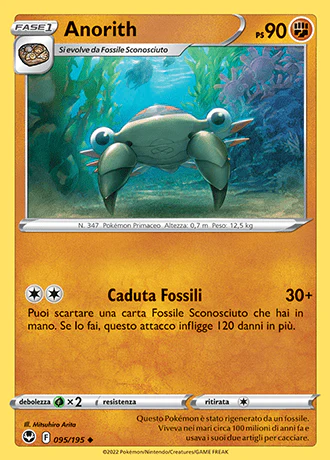 FASE 1
Anorith
PS 90
Si evolve da Fossile Sconosciuto
N. 347 Pokémon Primaceo Altezza: 0,7 m. Peso: 12,5 kg
Caduta Fossili 30+
Puoi scartare una carta Fossile Sconosciuto che hai in
mano. Se lo fai, questo attacco infligge 120 danni in più.
debolezza ×2 resistenza ritirata
Ill. Mitsuhiro Arita
F 095/195
Questo Pokémon è stato rigenerato da un fossile.
Viveva nei mari circa 100 milioni di anni fa e
usava i suoi due artigli per cacciare.
©2022 Pokémon/Nintendo/Creatures/GAME FREAK